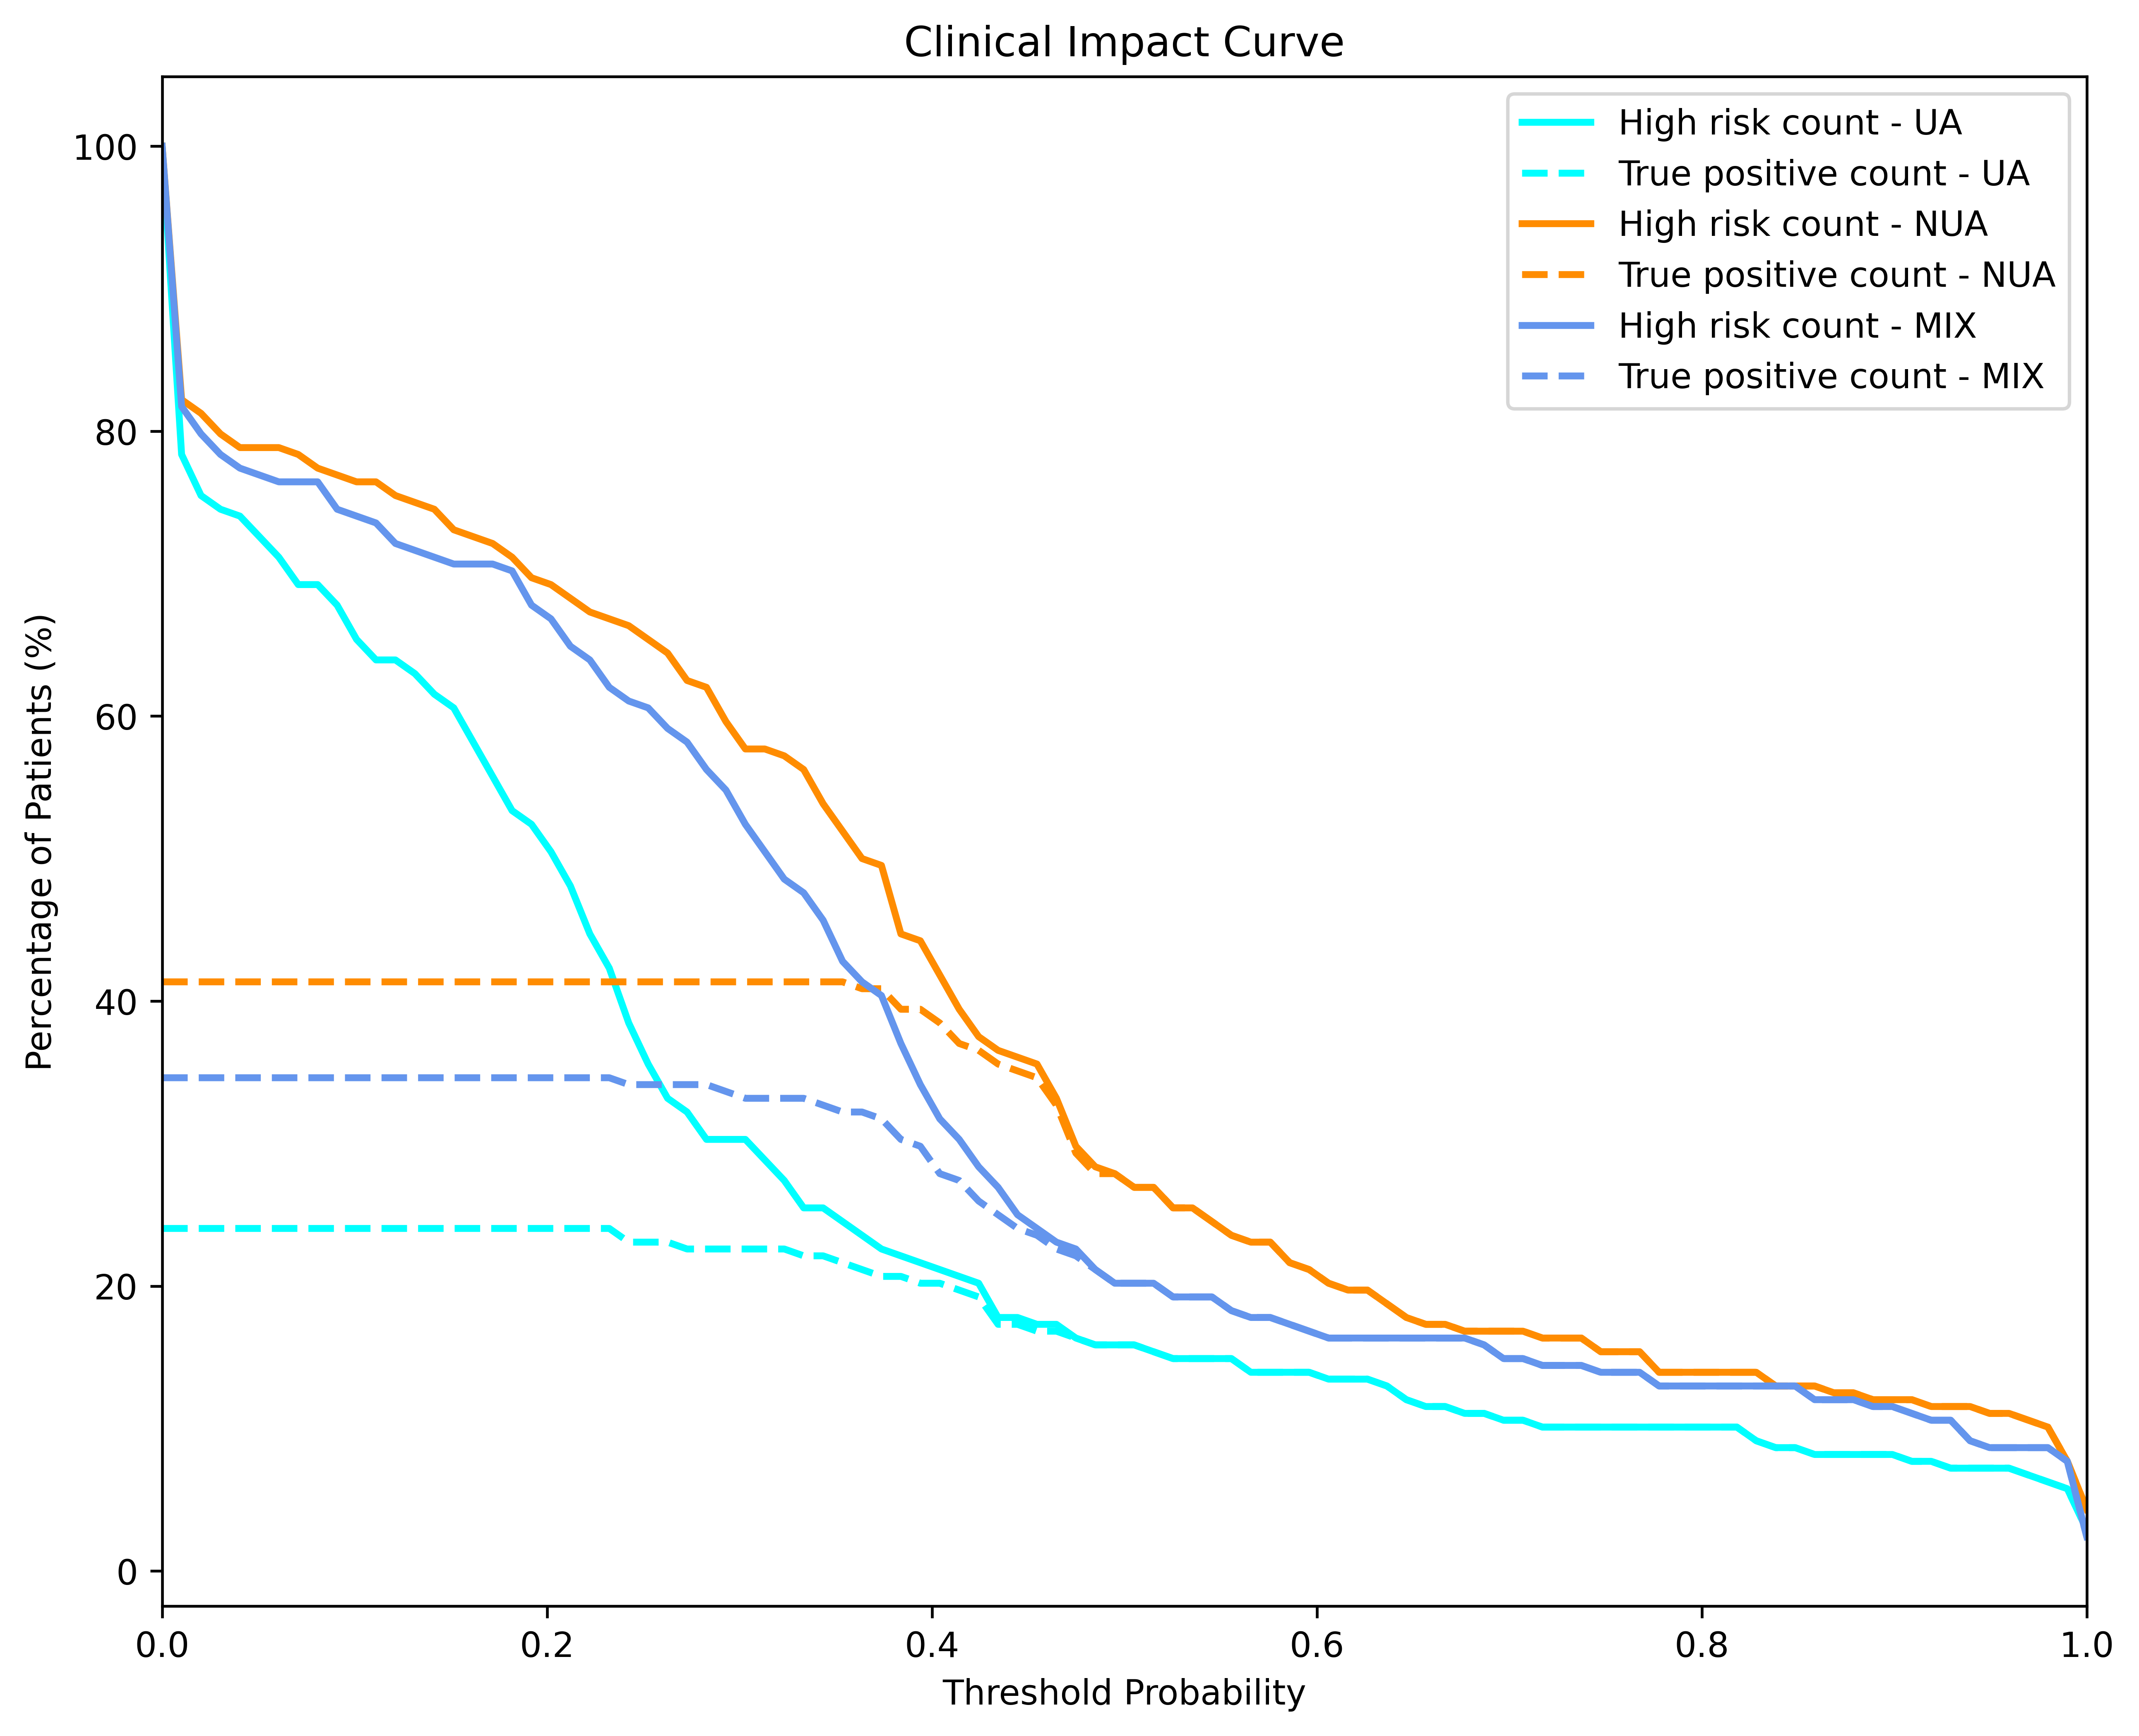 Clinical Impact Curve
High risk count - UA
True positive count - UA
High risk count - NUA
True positive count - NUA
High risk count - MIX
True positive count - MIX
Percentage of Patients (%)
100
80
60
40
20
0
0.0 0.2 0.4 0.6 0.8 1.0
Threshold Probability